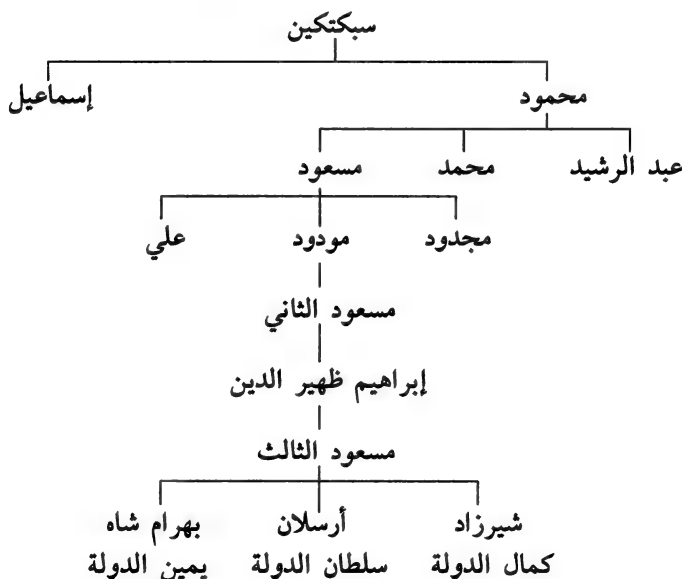 سبكتكين
محمود إسماعيل
عبد الرشيد محمد مسعود
مجدود مودود علي
مسعود الثاني
إبراهيم ظهير الدين
مسعود الثالث
شيرزاد أرسلان بهرام شاه
كمال الدولة سلطان الدولة يمين الدولة